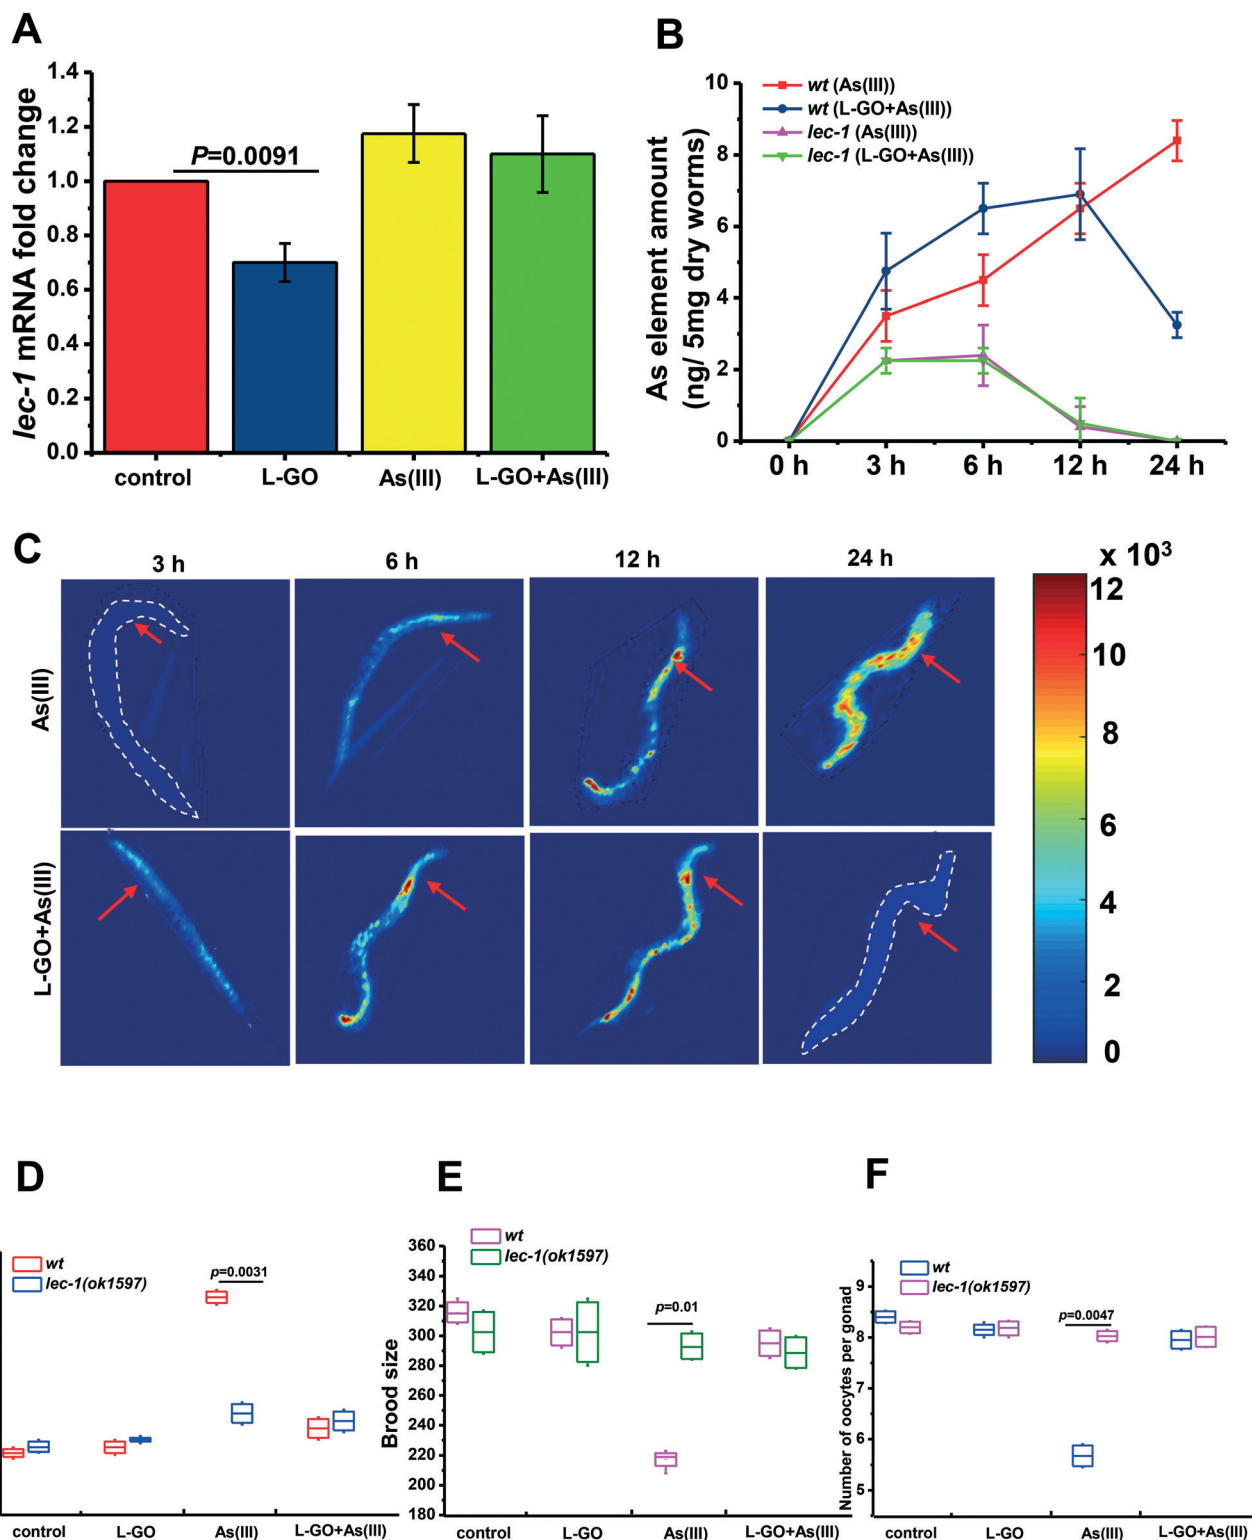 A
lec-1 mRNA fold change
1.4
1.2
1.0
0.8
0.6
0.4
0.2
0.0
P=0.0091
control
L-GO
As(III)
L-GO+As(III)
B
As element amount
(ng/ 5mg dry worms)
10
8
6
4
2
0
wt (As(III))
wt (L-GO+As(III))
lec-1 (As(III))
lec-1 (L-GO+As(III))
0 h
3 h
6 h
12 h
24 h
C
3 h
6 h
12 h
24 h
As(III)
L-GO+As(III)
x 10³
12
10
8
6
4
2
0
D
wt
lec-1(ok1597)
p=0.0031
control
L-GO
As(III)
L-GO+As(III)
E
Brood size
360
340
320
300
280
260
240
220
200
180
wt
lec-1(ok1597)
p=0.01
control
L-GO
As(III)
L-GO+As(III)
F
Number of oocytes per gonad
9
8
7
6
5
wt
lec-1(ok1597)
p=0.0047
control
L-GO
As(III)
L-GO+As(III)